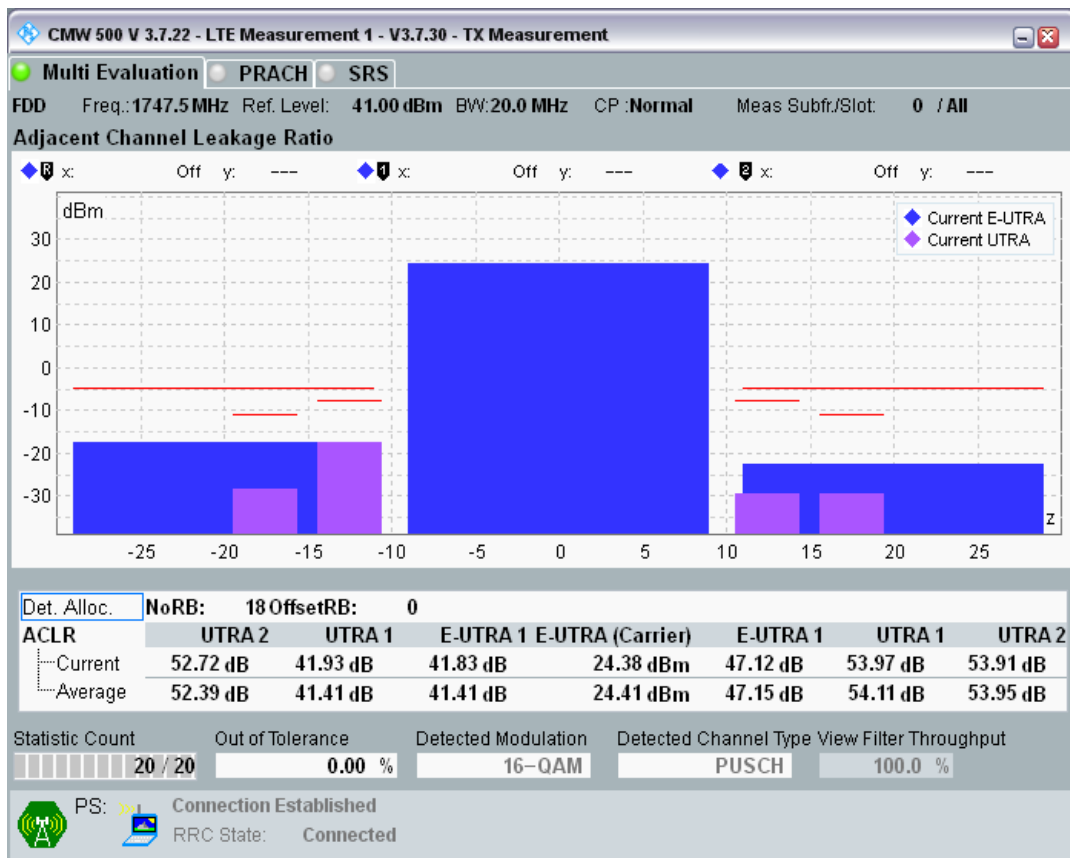 CMW 500 V 3.7.22 - LTE Measurement 1 - V3.7.30 - TX Measurement
Multi Evaluation PRACH SRS
FDD Freq.: 1747.5 MHz Ref. Level: 41.00 dBm BW: 20.0 MHz CP : Normal Meas Subfr./Slot: 0 / All
Adjacent Channel Leakage Ratio
R x: Off y: --- 1 x: Off y: --- 2 x: Off y: ---
dBm
Current E-UTRA
Current UTRA
30
20
10
0
-10
-20
-30
z
-25 -20 -15 -10 -5 0 5 10 15 20 25
Det. Alloc. NoRB: 18 OffsetRB: 0
ACLR UTRA 2 UTRA 1 E-UTRA 1 E-UTRA (Carrier) E-UTRA 1 UTRA 1 UTRA 2
Current 52.72 dB 41.93 dB 41.83 dB 24.38 dBm 47.12 dB 53.97 dB 53.91 dB
Average 52.39 dB 41.41 dB 41.41 dB 24.41 dBm 47.15 dB 54.11 dB 53.95 dB
Statistic Count Out of Tolerance Detected Modulation Detected Channel Type View Filter Throughput
20 / 20 0.00 % 16-QAM PUSCH 100.0 %
PS: Connection Established
RRC State: Connected